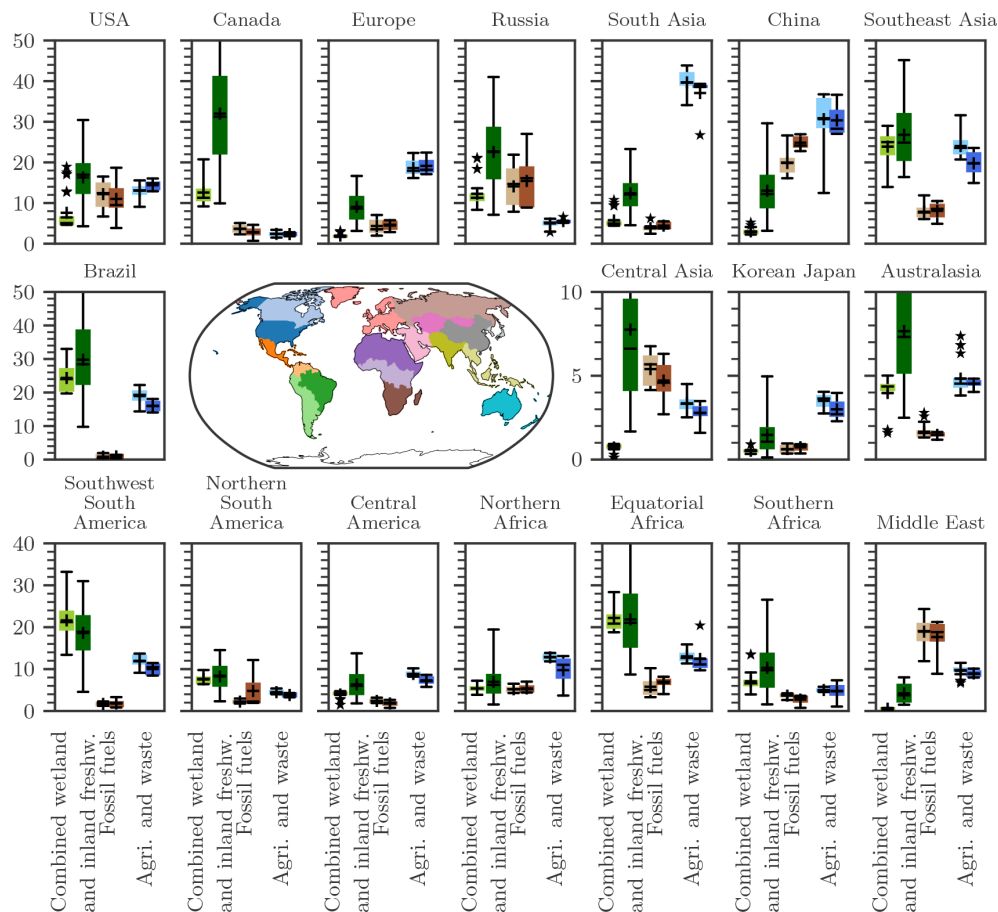 USA
Canada
Europe
Russia
South Asia
China
Southeast Asia
50
40
30
20
10
0
Brazil
Central Asia
Korean Japan
Australasia
50
40
30
20
10
0
10
5
0
Southwest
South
America
Northern
South
America
Central
America
Northern
Africa
Equatorial
Africa
Southern
Africa
Middle East
40
30
20
10
0
Combined wetland
and inland freshw.
Fossil fuels
Agri. and waste
Combined wetland
and inland freshw.
Fossil fuels
Agri. and waste
Combined wetland
and inland freshw.
Fossil fuels
Agri. and waste
Combined wetland
and inland freshw.
Fossil fuels
Agri. and waste
Combined wetland
and inland freshw.
Fossil fuels
Agri. and waste
Combined wetland
and inland freshw.
Fossil fuels
Agri. and waste
Combined wetland
and inland freshw.
Fossil fuels
Agri. and waste